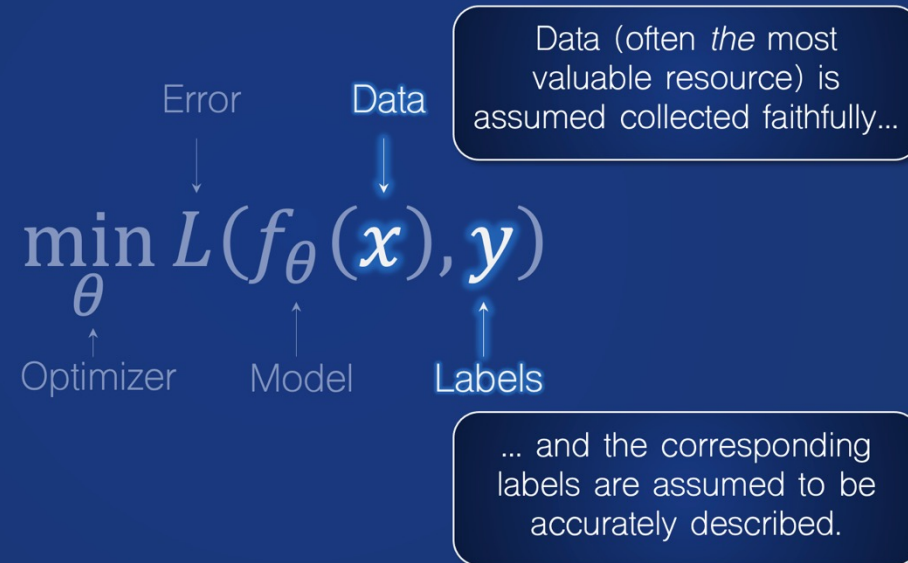 Data (often the most
valuable resource) is
assumed collected faithfully...
Error
Data
min L(f_θ(x), y)
θ
Optimizer
Model
Labels
... and the corresponding
labels are assumed to be
accurately described.